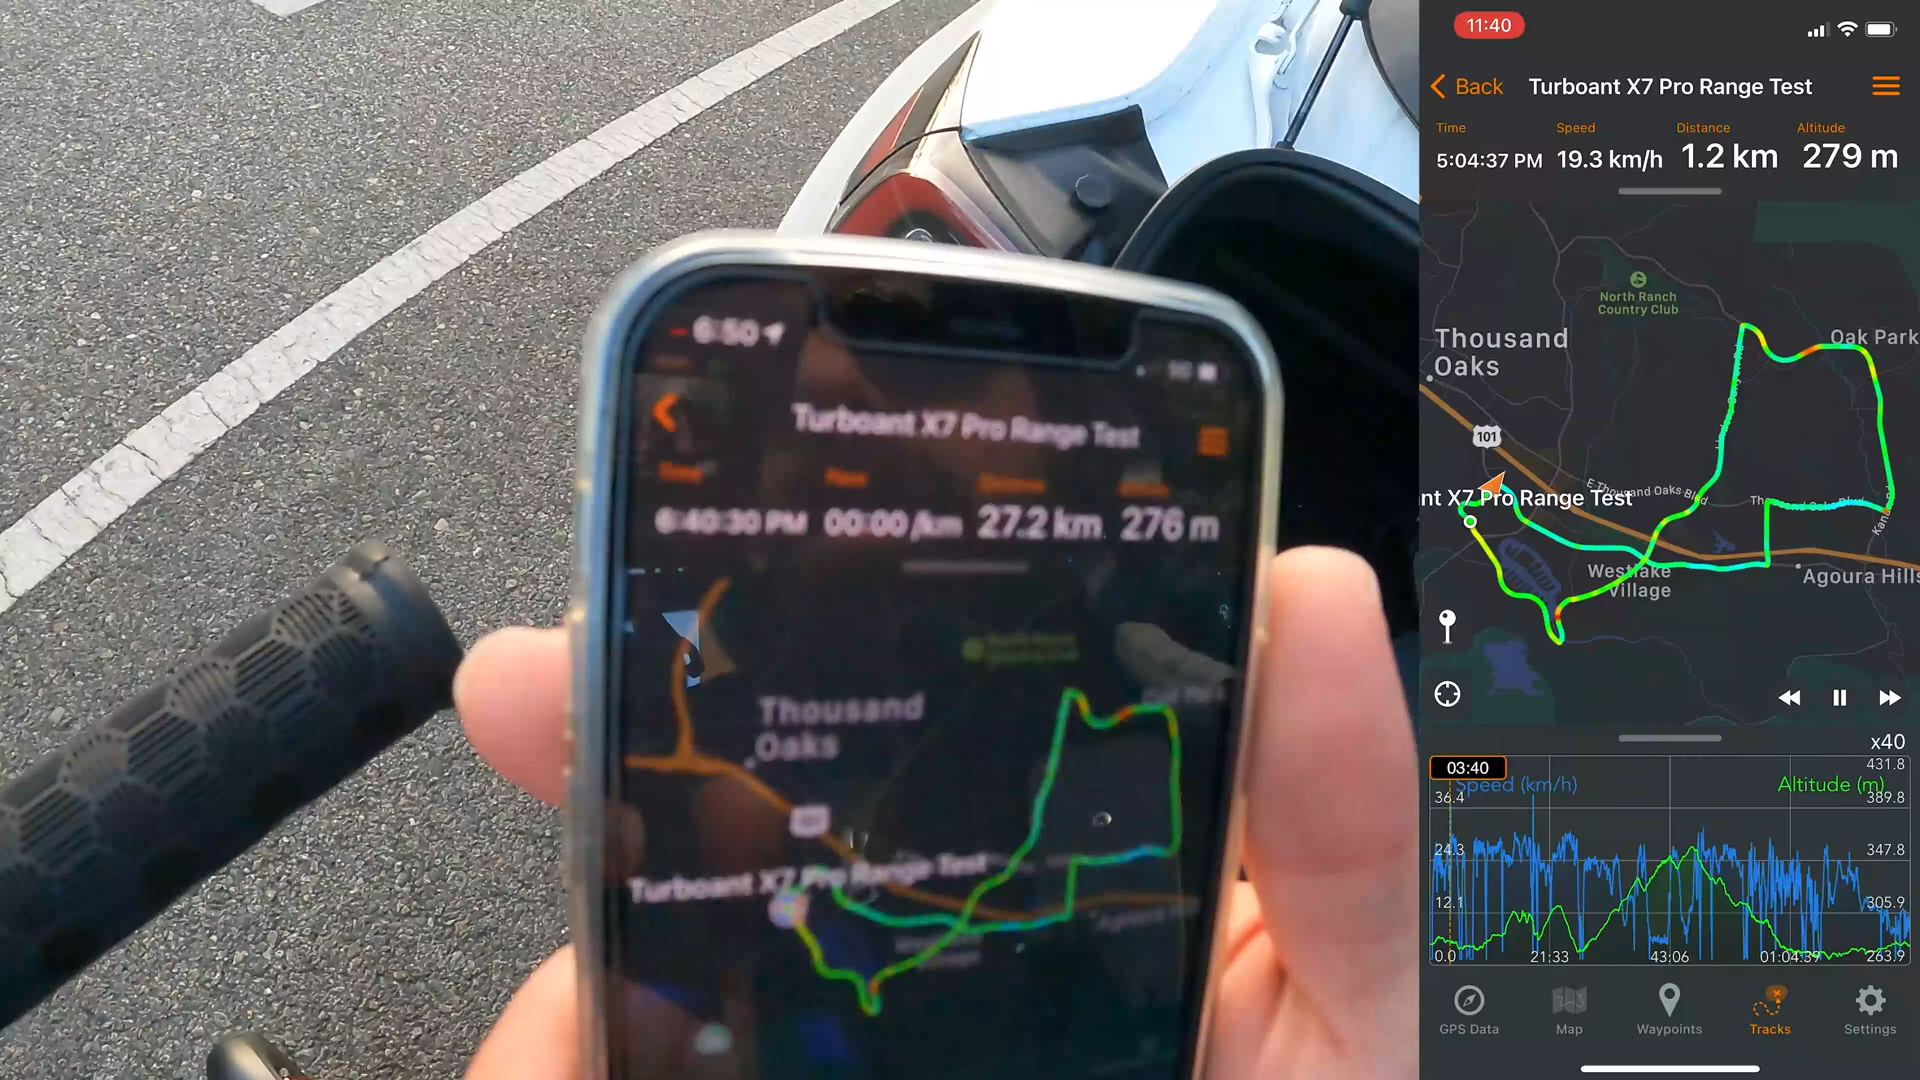 6:50
Turboant X7 Pro Range Test
6:40:30 PM 00:00 /km 27.2 km 276 m
Thousand
Oaks
Turboant X7 Pro Range Test
11:40
Back Turboant X7 Pro Range Test
Time Speed Distance Altitude
5:04:37 PM 19.3 km/h 1.2 km 279 m
North Ranch
Country Club
Thousand
Oaks
Oak Park
101
E Thousand Oaks Blvd
nt X7 Pro Range Test
Westlake
Village
Agoura Hills
x40
03:40
431.8
Speed (km/h) Altitude (m)
36.4 389.8
24.3 347.8
12.1 305.9
0.0 21:33 43:06 01:04:39 263.9
GPS Data Map Waypoints Tracks Settings